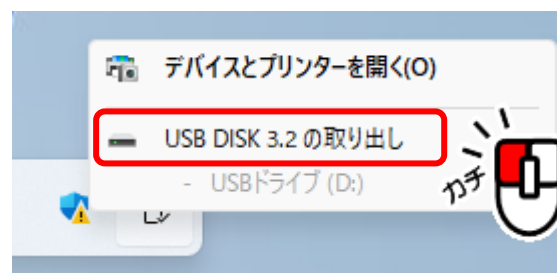 デバイスとプリンターを開く(O)
USB DISK 3.2 の取り出し
- USBドライブ (D:)
カチ